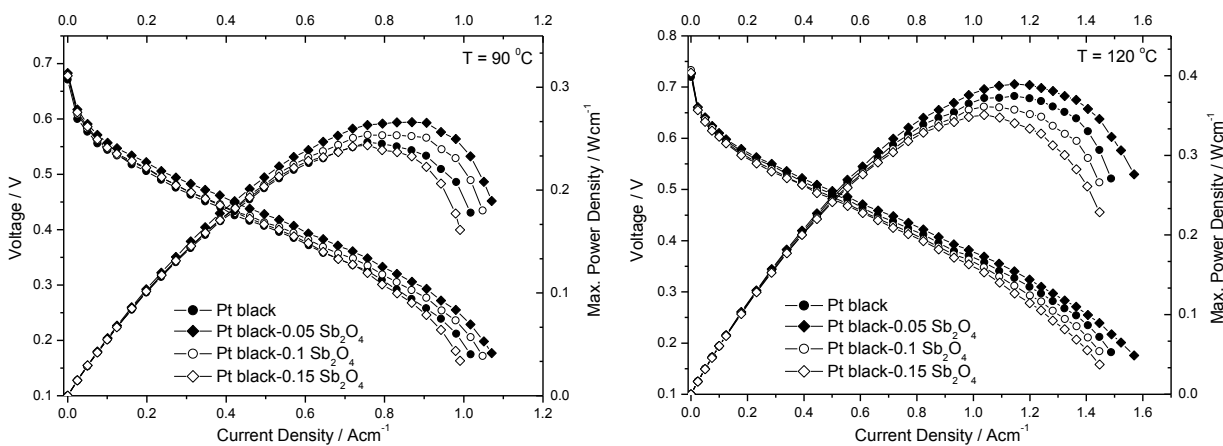 0.0 0.2 0.4 0.6 0.8 1.0 1.2
T = 90 °C
0.7
0.6
0.5
0.4
0.3
0.2
0.1
Voltage / V
0.3
0.2
0.1
0.0
Max. Power Density / Wcm⁻¹
Pt black
Pt black-0.05 Sb₂O₄
Pt black-0.1 Sb₂O₄
Pt black-0.15 Sb₂O₄
0.0 0.2 0.4 0.6 0.8 1.0 1.2
Current Density / Acm⁻¹
0.0 0.2 0.4 0.6 0.8 1.0 1.2 1.4 1.6
T = 120 °C
0.8
0.7
0.6
0.5
0.4
0.3
0.2
0.1
Voltage / V
0.4
0.3
0.2
0.1
0.0
Max. Power Density / Wcm⁻¹
Pt black
Pt black-0.05 Sb₂O₄
Pt black-0.1 Sb₂O₄
Pt black-0.15 Sb₂O₄
0.0 0.2 0.4 0.6 0.8 1.0 1.2 1.4 1.6
Current Density / Acm⁻¹